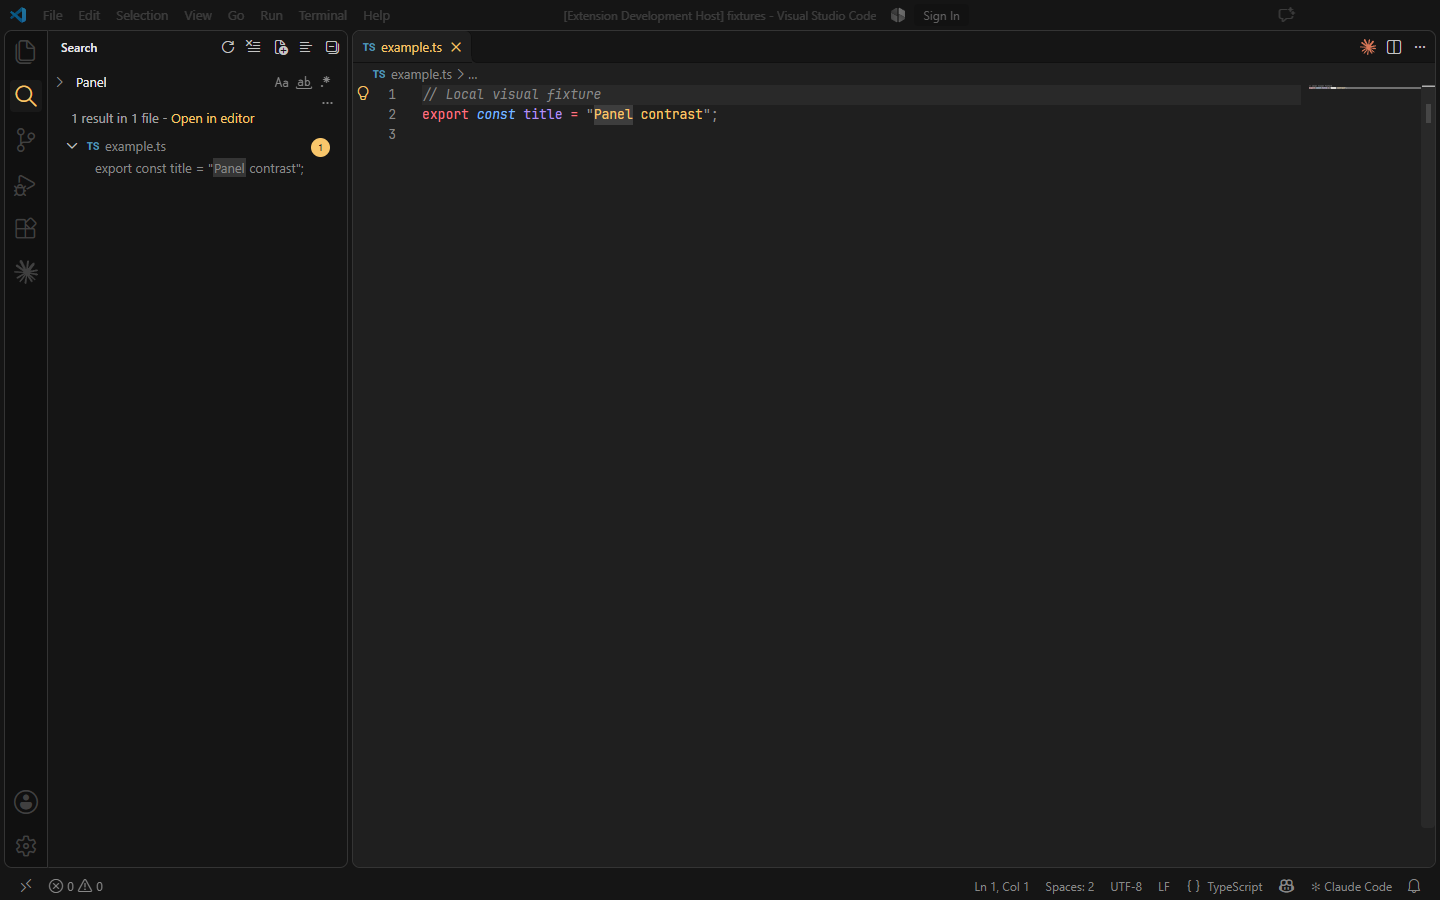 File Edit Selection View Go Run Terminal Help
[Extension Development Host] fixtures - Visual Studio Code
Sign In
Search
Panel
Aa ab .*
1 result in 1 file - Open in editor
TS example.ts 1
export const title = "Panel contrast";
TS example.ts
TS example.ts > ...
1 // Local visual fixture
2 export const title = "Panel contrast";
3
0 0
Ln 1, Col 1 Spaces: 2 UTF-8 LF { } TypeScript Claude Code